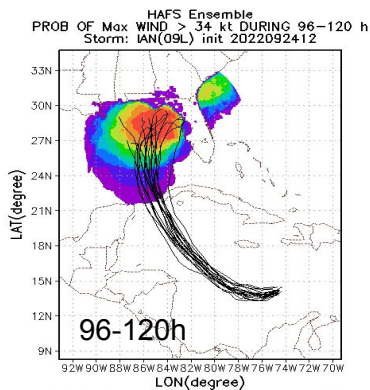 HAFS Ensemble
PROB OF Max WIND > 34 kt DURING 96-120 h
Storm: IAN(09L) init 2022092412
33N
30N
27N
24N
21N
18N
15N
12N
9N
LAT(degree)
96-120h
92W 90W 88W 86W 84W 82W 80W 78W 76W 74W 72W 70W
LON(degree)